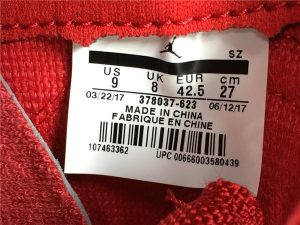 SZ
US UK EUR cm
9 8 42.5 27
03/22/17 378037-623 06/12/17
MADE IN CHINA
FABRIQUE EN CHINE
107463362
UPC 00666003580439